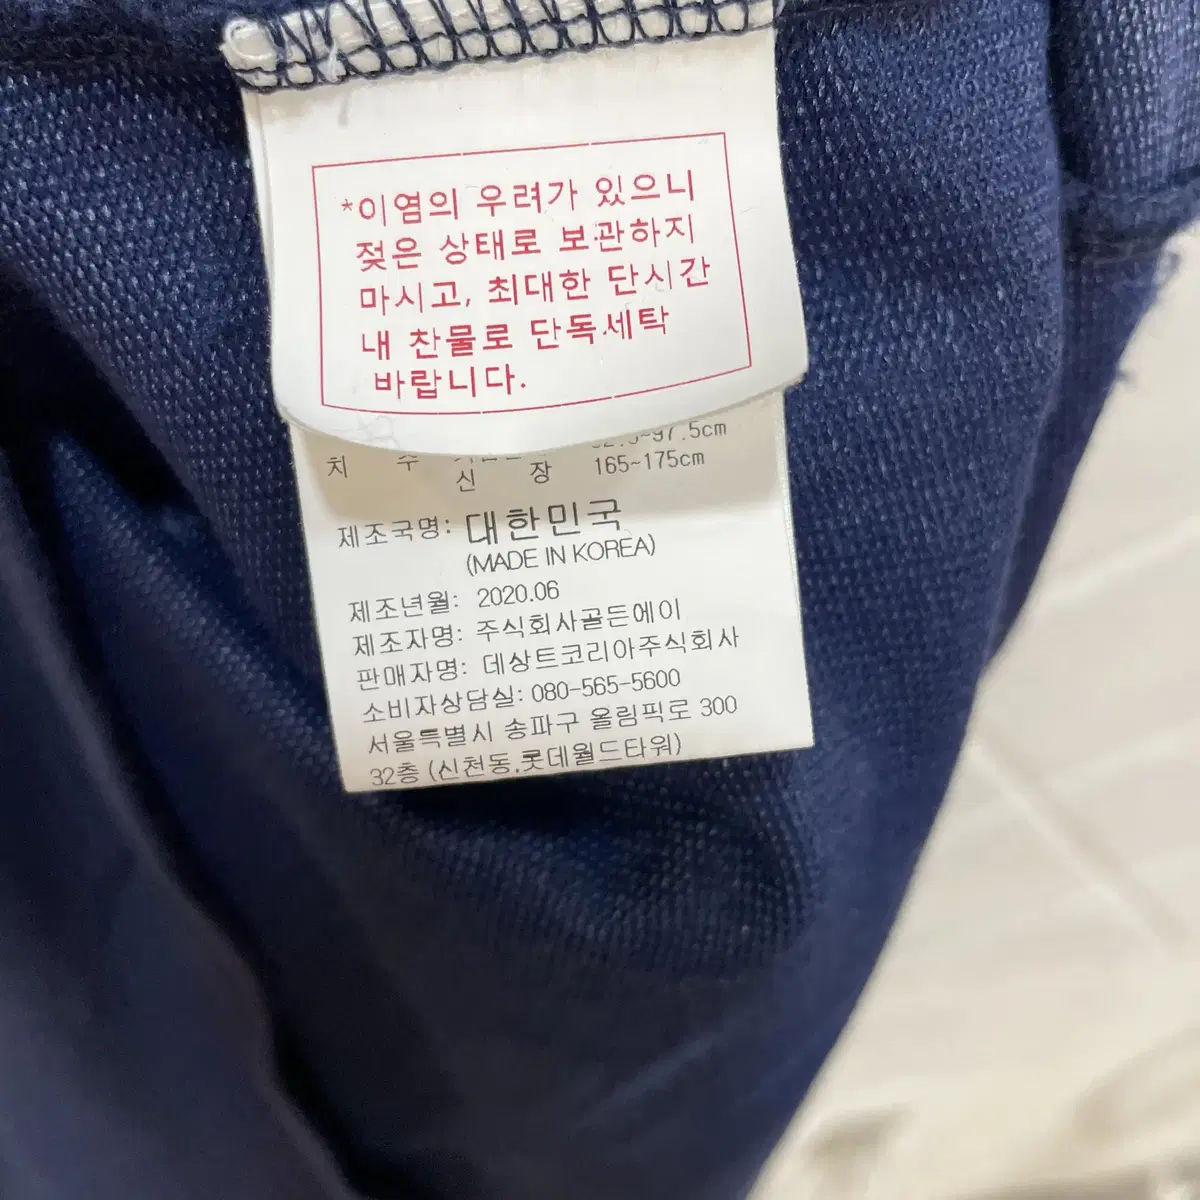 *이염의 우려가 있으니
젖은 상태로 보관하지
마시고, 최대한 단시간
내 찬물로 단독세탁
바랍니다.
치 수 97.5cm
신 장 165~175cm
제조국명: 대한민국
(MADE IN KOREA)
제조년월: 2020.06
제조자명: 주식회사골든에이
판매자명: 데상트코리아주식회사
소비자상담실: 080-565-5600
서울특별시 송파구 올림픽로 300
32층 (신천동,롯데월드타워)